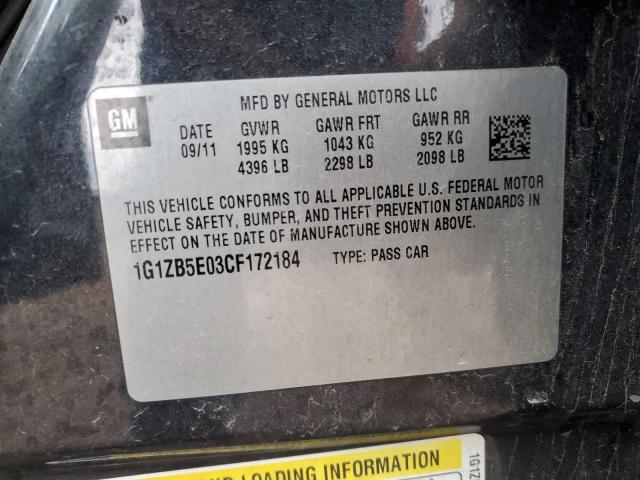 GM
MFD BY GENERAL MOTORS LLC
DATE GVWR GAWR FRT GAWR RR
09/11 1995 KG 1043 KG 952 KG
4396 LB 2298 LB 2098 LB
THIS VEHICLE CONFORMS TO ALL APPLICABLE U.S. FEDERAL MOTOR
VEHICLE SAFETY, BUMPER, AND THEFT PREVENTION STANDARDS IN
EFFECT ON THE DATE OF MANUFACTURE SHOWN ABOVE.
1G1ZB5E03CF172184 TYPE: PASS CAR
LOADING INFORMATION
1G1Z